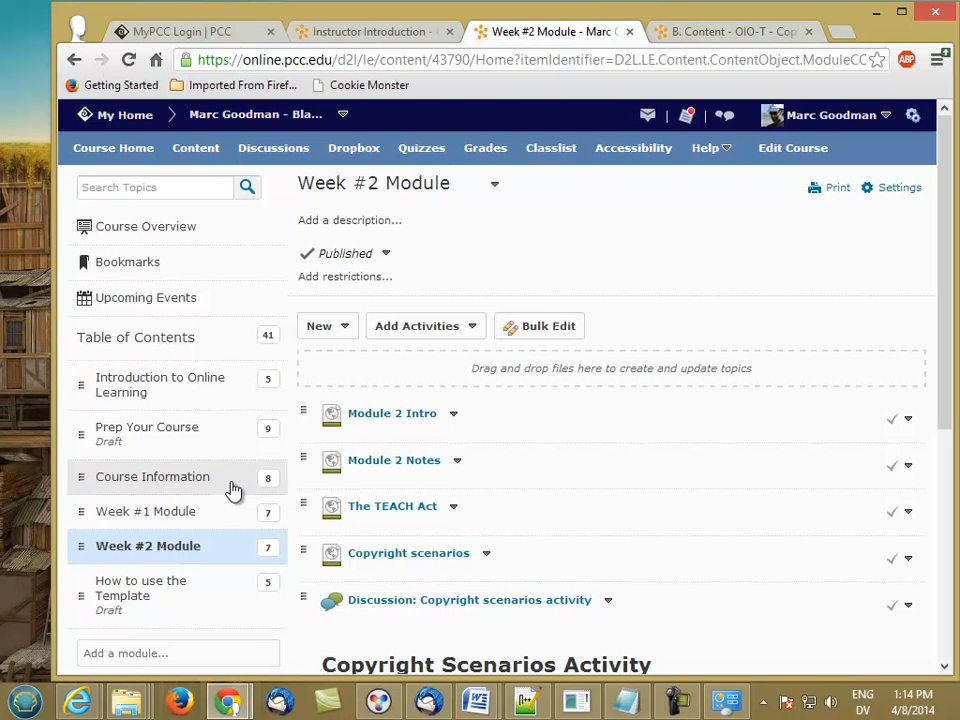 MyPCC Login | PCC
Instructor Introduction -
Week #2 Module - Marc
B. Content - OIO-T - Cop
https://online.pcc.edu/d2l/le/content/43790/Home?itemIdentifier=D2L.LE.Content.ContentObject.ModuleCC
ABP
Getting Started
Imported From Firef...
Cookie Monster
My Home
Marc Goodman - Bla...
Marc Goodman
Course Home
Content
Discussions
Dropbox
Quizzes
Grades
Classlist
Accessibility
Help
Edit Course
Search Topics
Week #2 Module
Print
Settings
Course Overview
Add a description...
Published
Bookmarks
Add restrictions...
Upcoming Events
New
Add Activities
Bulk Edit
Table of Contents
41
Drag and drop files here to create and update topics
Introduction to Online
Learning
5
Module 2 Intro
Prep Your Course
Draft
9
Module 2 Notes
Course Information
8
The TEACH Act
Week #1 Module
7
Week #2 Module
7
Copyright scenarios
How to use the
Template
Draft
5
Discussion: Copyright scenarios activity
Add a module...
Copyright Scenarios Activity
ENG
DV
1:14 PM
4/8/2014